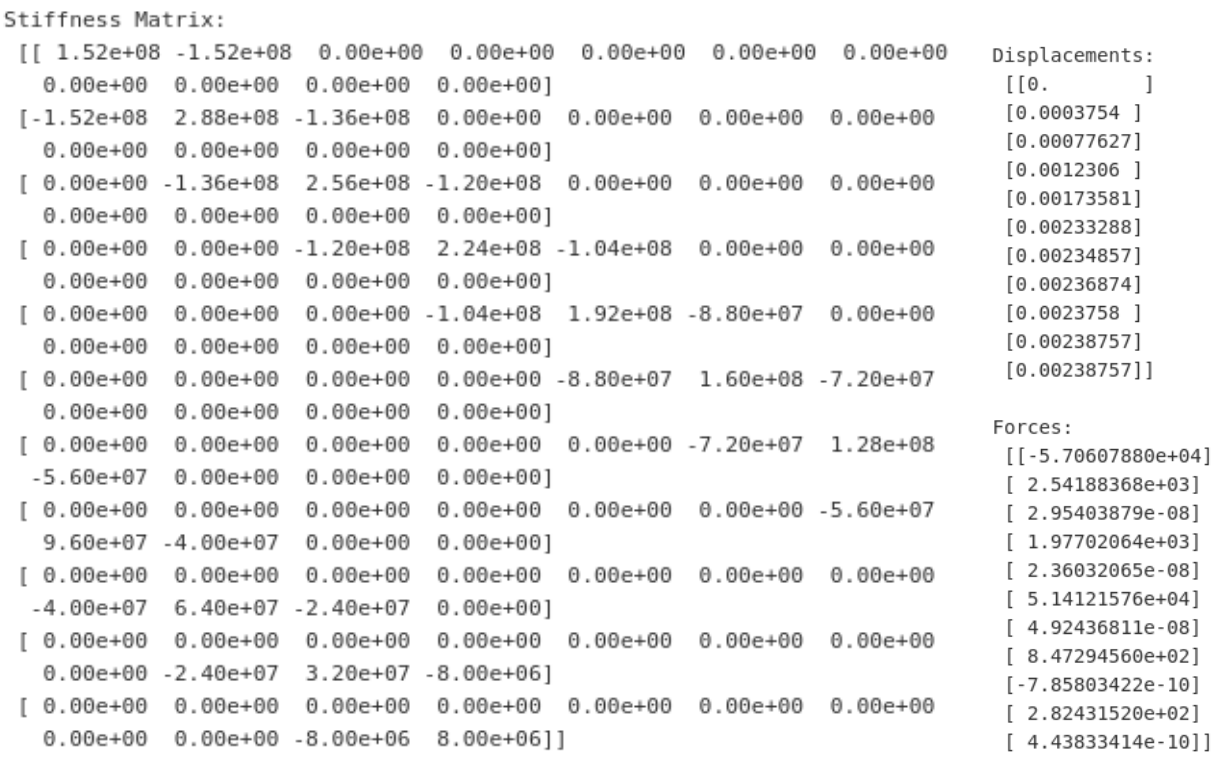 Stiffness Matrix:
[[ 1.52e+08 -1.52e+08 0.00e+00 0.00e+00 0.00e+00 0.00e+00 0.00e+00
0.00e+00 0.00e+00 0.00e+00 0.00e+00]
[-1.52e+08 2.88e+08 -1.36e+08 0.00e+00 0.00e+00 0.00e+00 0.00e+00
0.00e+00 0.00e+00 0.00e+00 0.00e+00]
[ 0.00e+00 -1.36e+08 2.56e+08 -1.20e+08 0.00e+00 0.00e+00 0.00e+00
0.00e+00 0.00e+00 0.00e+00 0.00e+00]
[ 0.00e+00 0.00e+00 -1.20e+08 2.24e+08 -1.04e+08 0.00e+00 0.00e+00
0.00e+00 0.00e+00 0.00e+00 0.00e+00]
[ 0.00e+00 0.00e+00 0.00e+00 -1.04e+08 1.92e+08 -8.80e+07 0.00e+00
0.00e+00 0.00e+00 0.00e+00 0.00e+00]
[ 0.00e+00 0.00e+00 0.00e+00 0.00e+00 -8.80e+07 1.60e+08 -7.20e+07
0.00e+00 0.00e+00 0.00e+00 0.00e+00]
[ 0.00e+00 0.00e+00 0.00e+00 0.00e+00 0.00e+00 -7.20e+07 1.28e+08
-5.60e+07 0.00e+00 0.00e+00 0.00e+00]
[ 0.00e+00 0.00e+00 0.00e+00 0.00e+00 0.00e+00 0.00e+00 -5.60e+07
9.60e+07 -4.00e+07 0.00e+00 0.00e+00]
[ 0.00e+00 0.00e+00 0.00e+00 0.00e+00 0.00e+00 0.00e+00 0.00e+00
-4.00e+07 6.40e+07 -2.40e+07 0.00e+00]
[ 0.00e+00 0.00e+00 0.00e+00 0.00e+00 0.00e+00 0.00e+00 0.00e+00
0.00e+00 -2.40e+07 3.20e+07 -8.00e+06]
[ 0.00e+00 0.00e+00 0.00e+00 0.00e+00 0.00e+00 0.00e+00 0.00e+00
0.00e+00 0.00e+00 -8.00e+06 8.00e+06]]
Displacements:
[[0. ]
[0.0003754 ]
[0.00077627]
[0.0012306 ]
[0.00173581]
[0.00233288]
[0.00234857]
[0.00236874]
[0.0023758 ]
[0.00238757]
[0.00238757]]
Forces:
[[-5.70607880e+04]
[ 2.54188368e+03]
[ 2.95403879e-08]
[ 1.97702064e+03]
[ 2.36032065e-08]
[ 5.14121576e+04]
[ 4.92436811e-08]
[ 8.47294560e+02]
[-7.85803422e-10]
[ 2.82431520e+02]
[ 4.43833414e-10]]